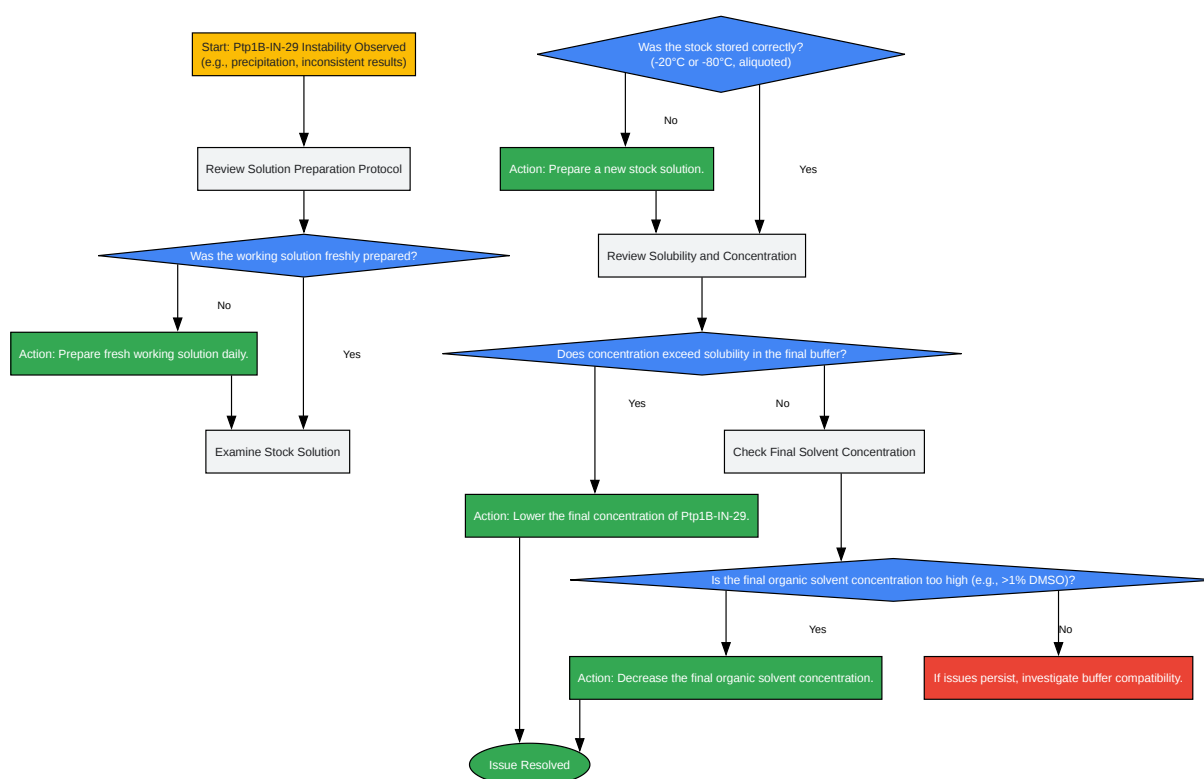 Start: Ptp1B-IN-29 Instability Observed
(e.g., precipitation, inconsistent results)
Review Solution Preparation Protocol
Was the working solution freshly prepared?
No
Action: Prepare fresh working solution daily.
Yes
Examine Stock Solution
Was the stock stored correctly?
(-20°C or -80°C, aliquoted)
No
Action: Prepare a new stock solution.
Yes
Review Solubility and Concentration
Does concentration exceed solubility in the final buffer?
Yes
No
Check Final Solvent Concentration
Action: Lower the final concentration of Ptp1B-IN-29.
Is the final organic solvent concentration too high (e.g., >1% DMSO)?
Yes
No
Action: Decrease the final organic solvent concentration.
If issues persist, investigate buffer compatibility.
Issue Resolved